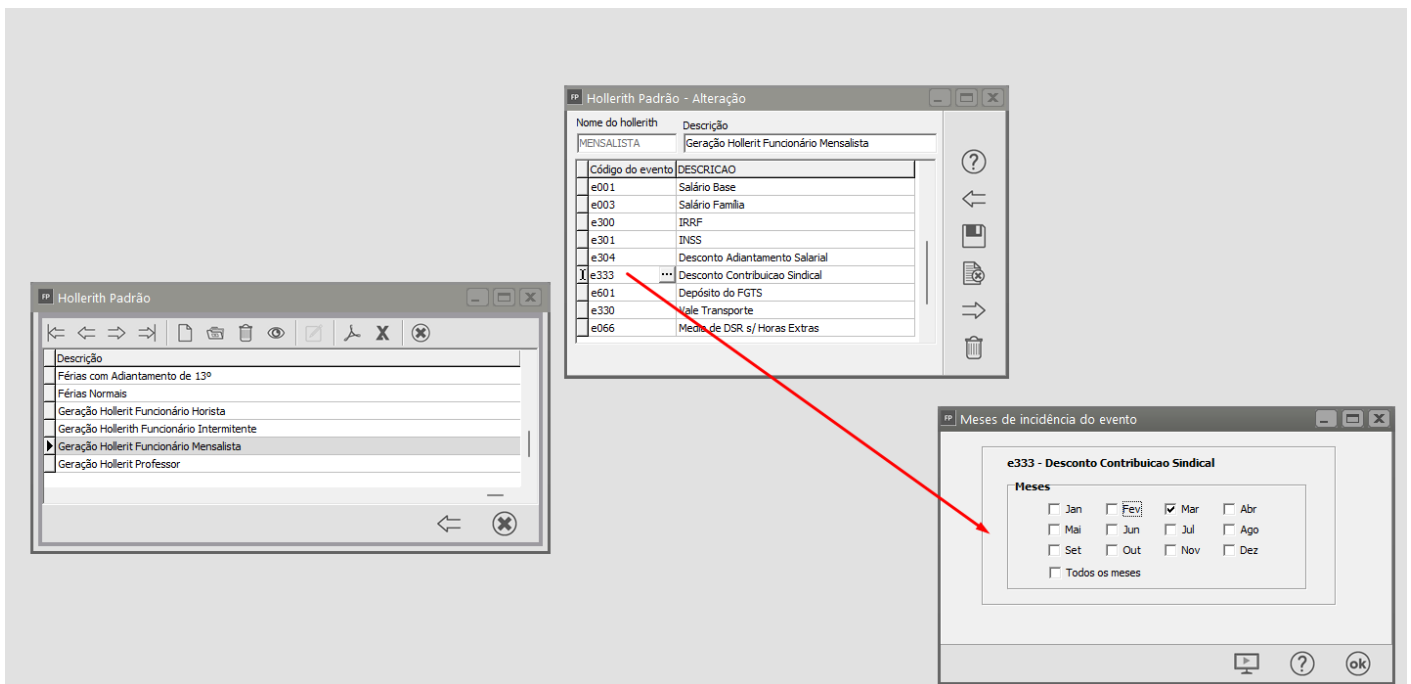 FP Hollerith Padrão - Alteração
Nome do hollerith Descrição
MENSALISTA Geração Hollerit Funcionário Mensalista
Código do evento DESCRICAO
e001 Salário Base
e003 Salário Família
e300 IRRF
e301 INSS
e304 Desconto Adiantamento Salarial
e333 ... Desconto Contribuicao Sindical
e601 Depósito do FGTS
e330 Vale Transporte
e066 Media de DSR s/ Horas Extras
FP Hollerith Padrão
X
Descrição
Férias com Adiantamento de 13º
Férias Normais
Geração Hollerit Funcionário Horista
Geração Hollerith Funcionário Intermitente
Geração Hollerit Funcionário Mensalista
Geração Hollerit Professor
FP Meses de incidência do evento
e333 - Desconto Contribuicao Sindical
Meses
Jan Fev Mar Abr
Mai Jun Jul Ago
Set Out Nov Dez
Todos os meses
? ok